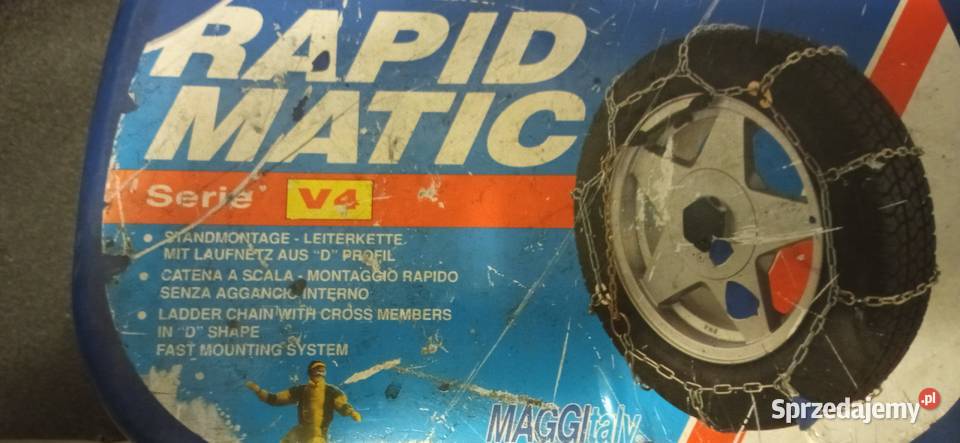 RAPID
MATIC
"Serie" V4
• STANDMONTAGE - LEITERKETTE
MIT LAUFNETZ AUS "D" PROFIL
• CATENA A SCALA - MONTAGGIO RAPIDO
SENZA AGGANCIO INTERNO
• LADDER CHAIN WITH CROSS MEMBERS
IN "D" SHAPE
FAST MOUNTING SYSTEM
MAGGITaly
Sprzedajemy.pl